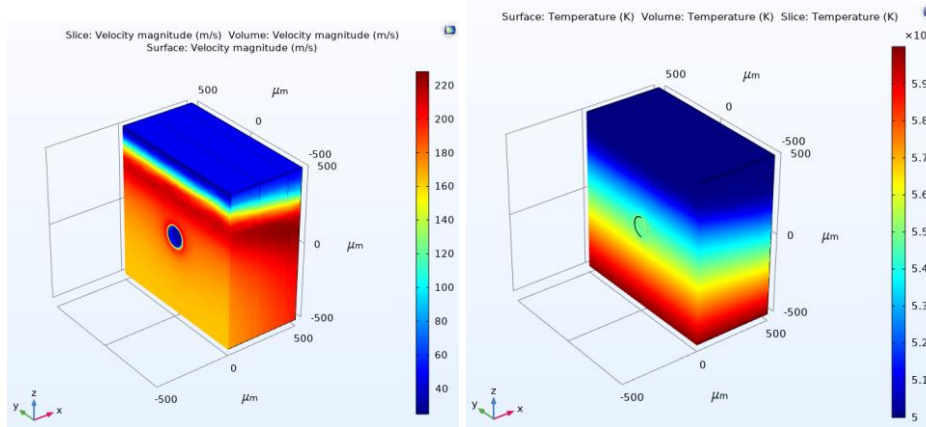 Slice: Velocity magnitude (m/s) Volume: Velocity magnitude (m/s)
Surface: Velocity magnitude (m/s)
500
μm
0
-500
500
0
μm
-500
500
0
-500
μm
z
y
x
220
200
180
160
140
120
100
80
60
40
Surface: Temperature (K) Volume: Temperature (K) Slice: Temperature (K)
×10
500
μm
0
-500
500
0
μm
-500
500
0
-500
μm
z
y
x
5.9
5.8
5.7
5.6
5.5
5.4
5.3
5.2
5.1
5